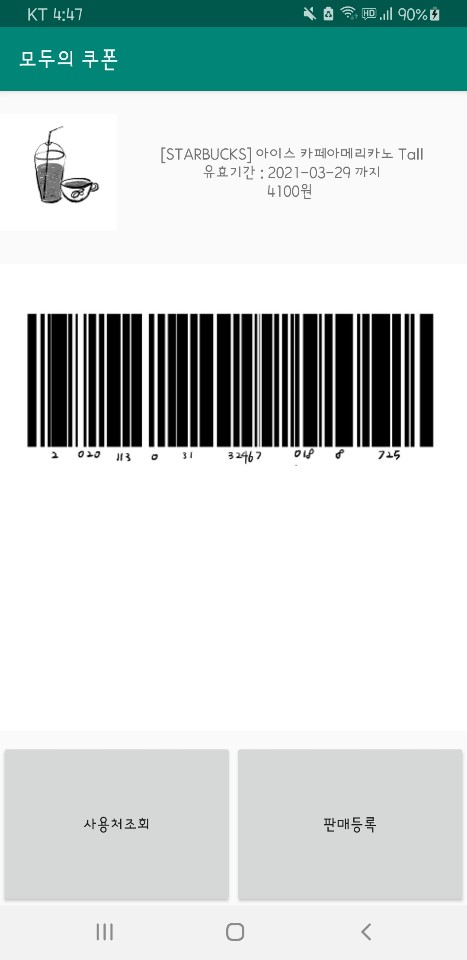 KT 4:47 HD 90%
모두의 쿠폰
[STARBUCKS] 아이스 카페아메리카노 Tall
유효기간 : 2021-03-29 까지
4100원
2 020 113 0 31 32467 018 8 725
사용처조회 판매등록